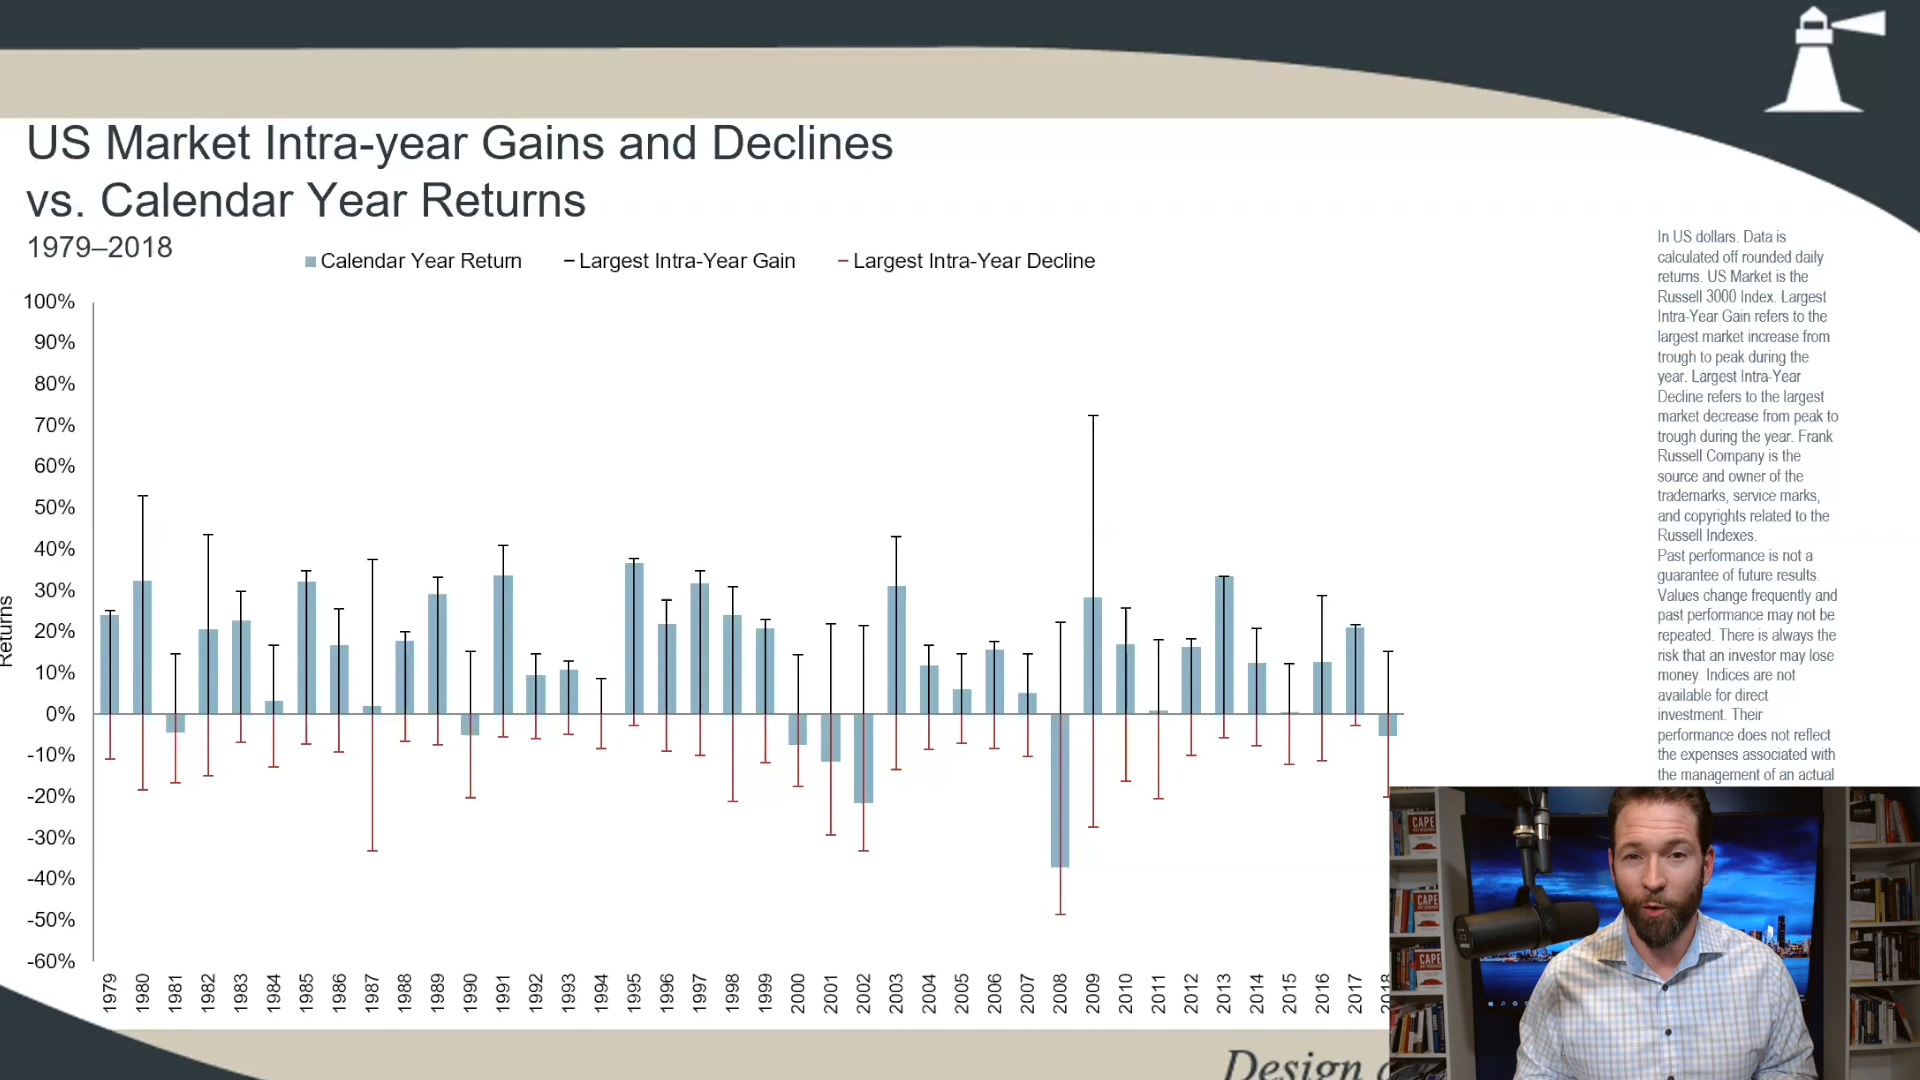 US Market Intra-year Gains and Declines
vs. Calendar Year Returns
1979–2018
Calendar Year Return
Largest Intra-Year Gain
Largest Intra-Year Decline
100%
90%
80%
70%
60%
50%
40%
30%
20%
10%
0%
-10%
-20%
-30%
-40%
-50%
-60%
Returns
1979
1980
1981
1982
1983
1984
1985
1986
1987
1988
1989
1990
1991
1992
1993
1994
1995
1996
1997
1998
1999
2000
2001
2002
2003
2004
2005
2006
2007
2008
2009
2010
2011
2012
2013
2014
2015
2016
2017
2018
In US dollars. Data is
calculated off rounded daily
returns. US Market is the
Russell 3000 Index. Largest
Intra-Year Gain refers to the
largest market increase from
trough to peak during the
year. Largest Intra-Year
Decline refers to the largest
market decrease from peak to
trough during the year. Frank
Russell Company is the
source and owner of the
trademarks, service marks,
and copyrights related to the
Russell Indexes.
Past performance is not a
guarantee of future results.
Values change frequently and
past performance may not be
repeated. There is always the
risk that an investor may lose
money. Indices are not
available for direct
investment. Their
performance does not reflect
the expenses associated with
the management of an actual
CAPE
CAPE
CAPE
Design